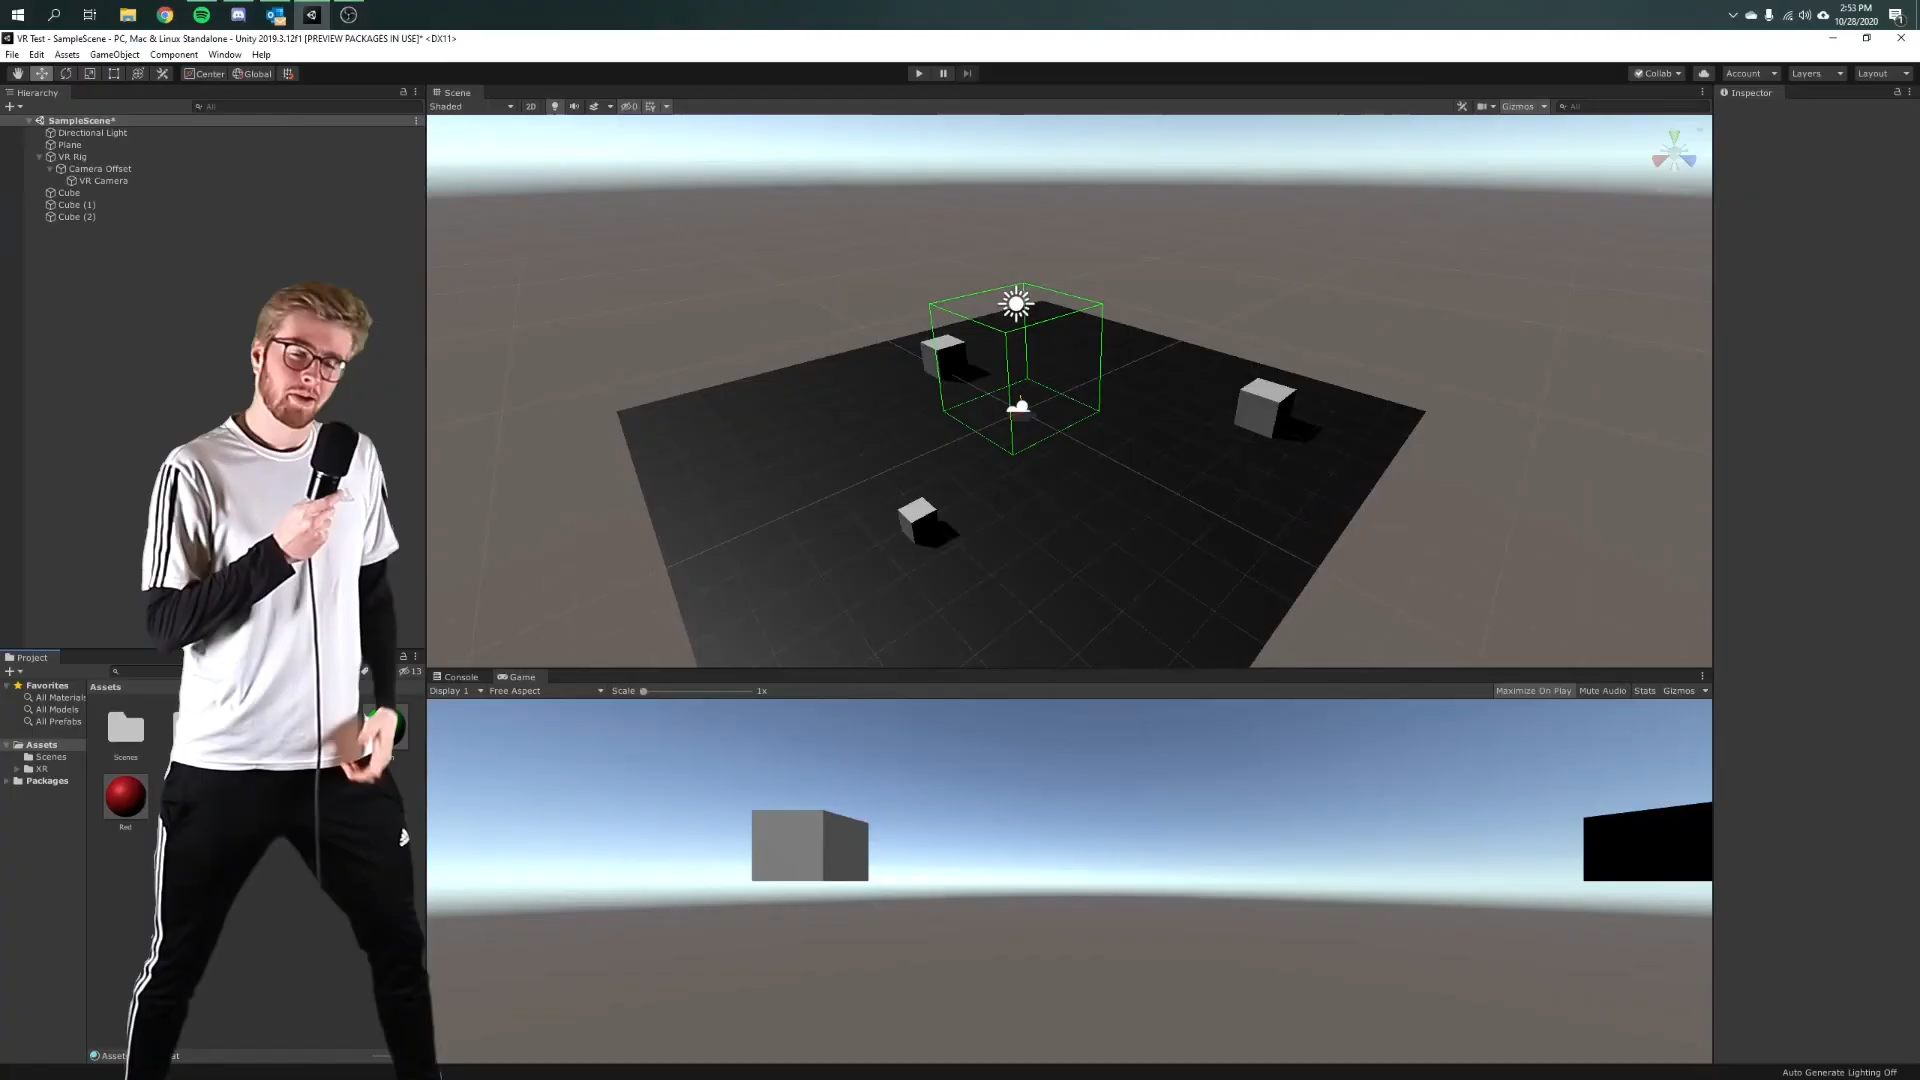 2:53 PM
10/28/2020
VR Test - SampleScene - PC, Mac & Linux Standalone - Unity 2019.3.12f1 [PREVIEW PACKAGES IN USE]* <DX11>
File Edit Assets GameObject Component Window Help
Center Global
Collab Account Layers Layout
Hierarchy
All
SampleScene*
Directional Light
Plane
VR Rig
Camera Offset
VR Camera
Cube
Cube (1)
Cube (2)
Scene
Shaded 2D 0 Gizmos All
Inspector
Project
13
Favorites
All Materials
All Models
All Prefabs
Assets
Scenes
XR
Packages
Assets
Scenes
Red
Asset
Console Game
Display 1 Free Aspect Scale 1x Maximize On Play Mute Audio Stats Gizmos
Auto Generate Lighting Off